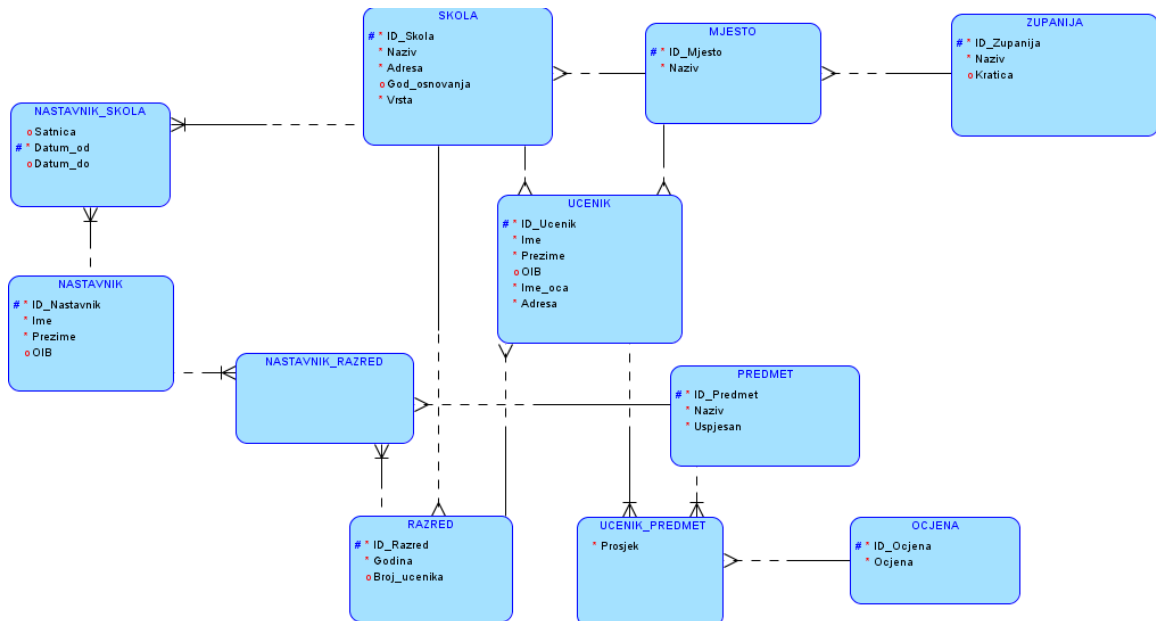 SKOLA
# * ID_Skola
* Naziv
* Adresa
o God_osnovanja
* Vrsta
MJESTO
# * ID_Mjesto
* Naziv
ZUPANIJA
# * ID_Zupanija
* Naziv
o Kratica
NASTAVNIK_SKOLA
o Satnica
# * Datum_od
o Datum_do
UCENIK
# * ID_Ucenik
* Ime
* Prezime
o OIB
* Ime_oca
* Adresa
NASTAVNIK
# * ID_Nastavnik
* Ime
* Prezime
o OIB
NASTAVNIK_RAZRED
PREDMET
# * ID_Predmet
* Naziv
* Uspjesan
RAZRED
# * ID_Razred
* Godina
o Broj_ucenika
UCENIK_PREDMET
* Prosjek
OCJENA
# * ID_Ocjena
* Ocjena